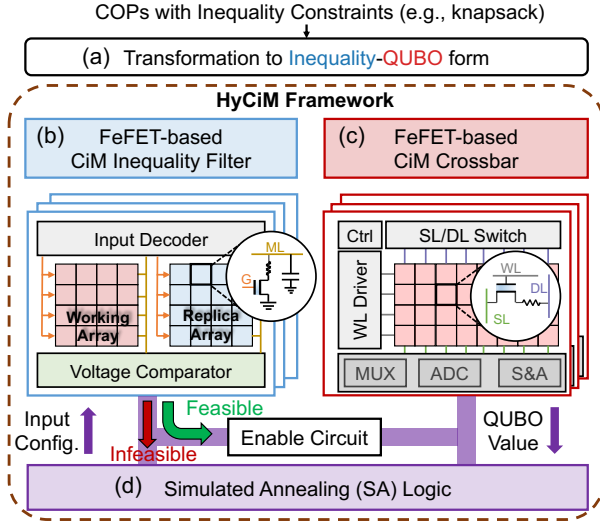 COPs with Inequality Constraints (e.g., knapsack)
(a) Transformation to Inequality-QUBO form
HyCiM Framework
(b) FeFET-based
CiM Inequality Filter
(c) FeFET-based
CiM Crossbar
Input Decoder
ML
G
Working
Array
Replica
Array
Voltage Comparator
Ctrl
SL/DL Switch
WL Driver
WL
DL
SL
MUX
ADC
S&A
Input
Config.
Feasible
Infeasible
Enable Circuit
QUBO
Value
(d) Simulated Annealing (SA) Logic